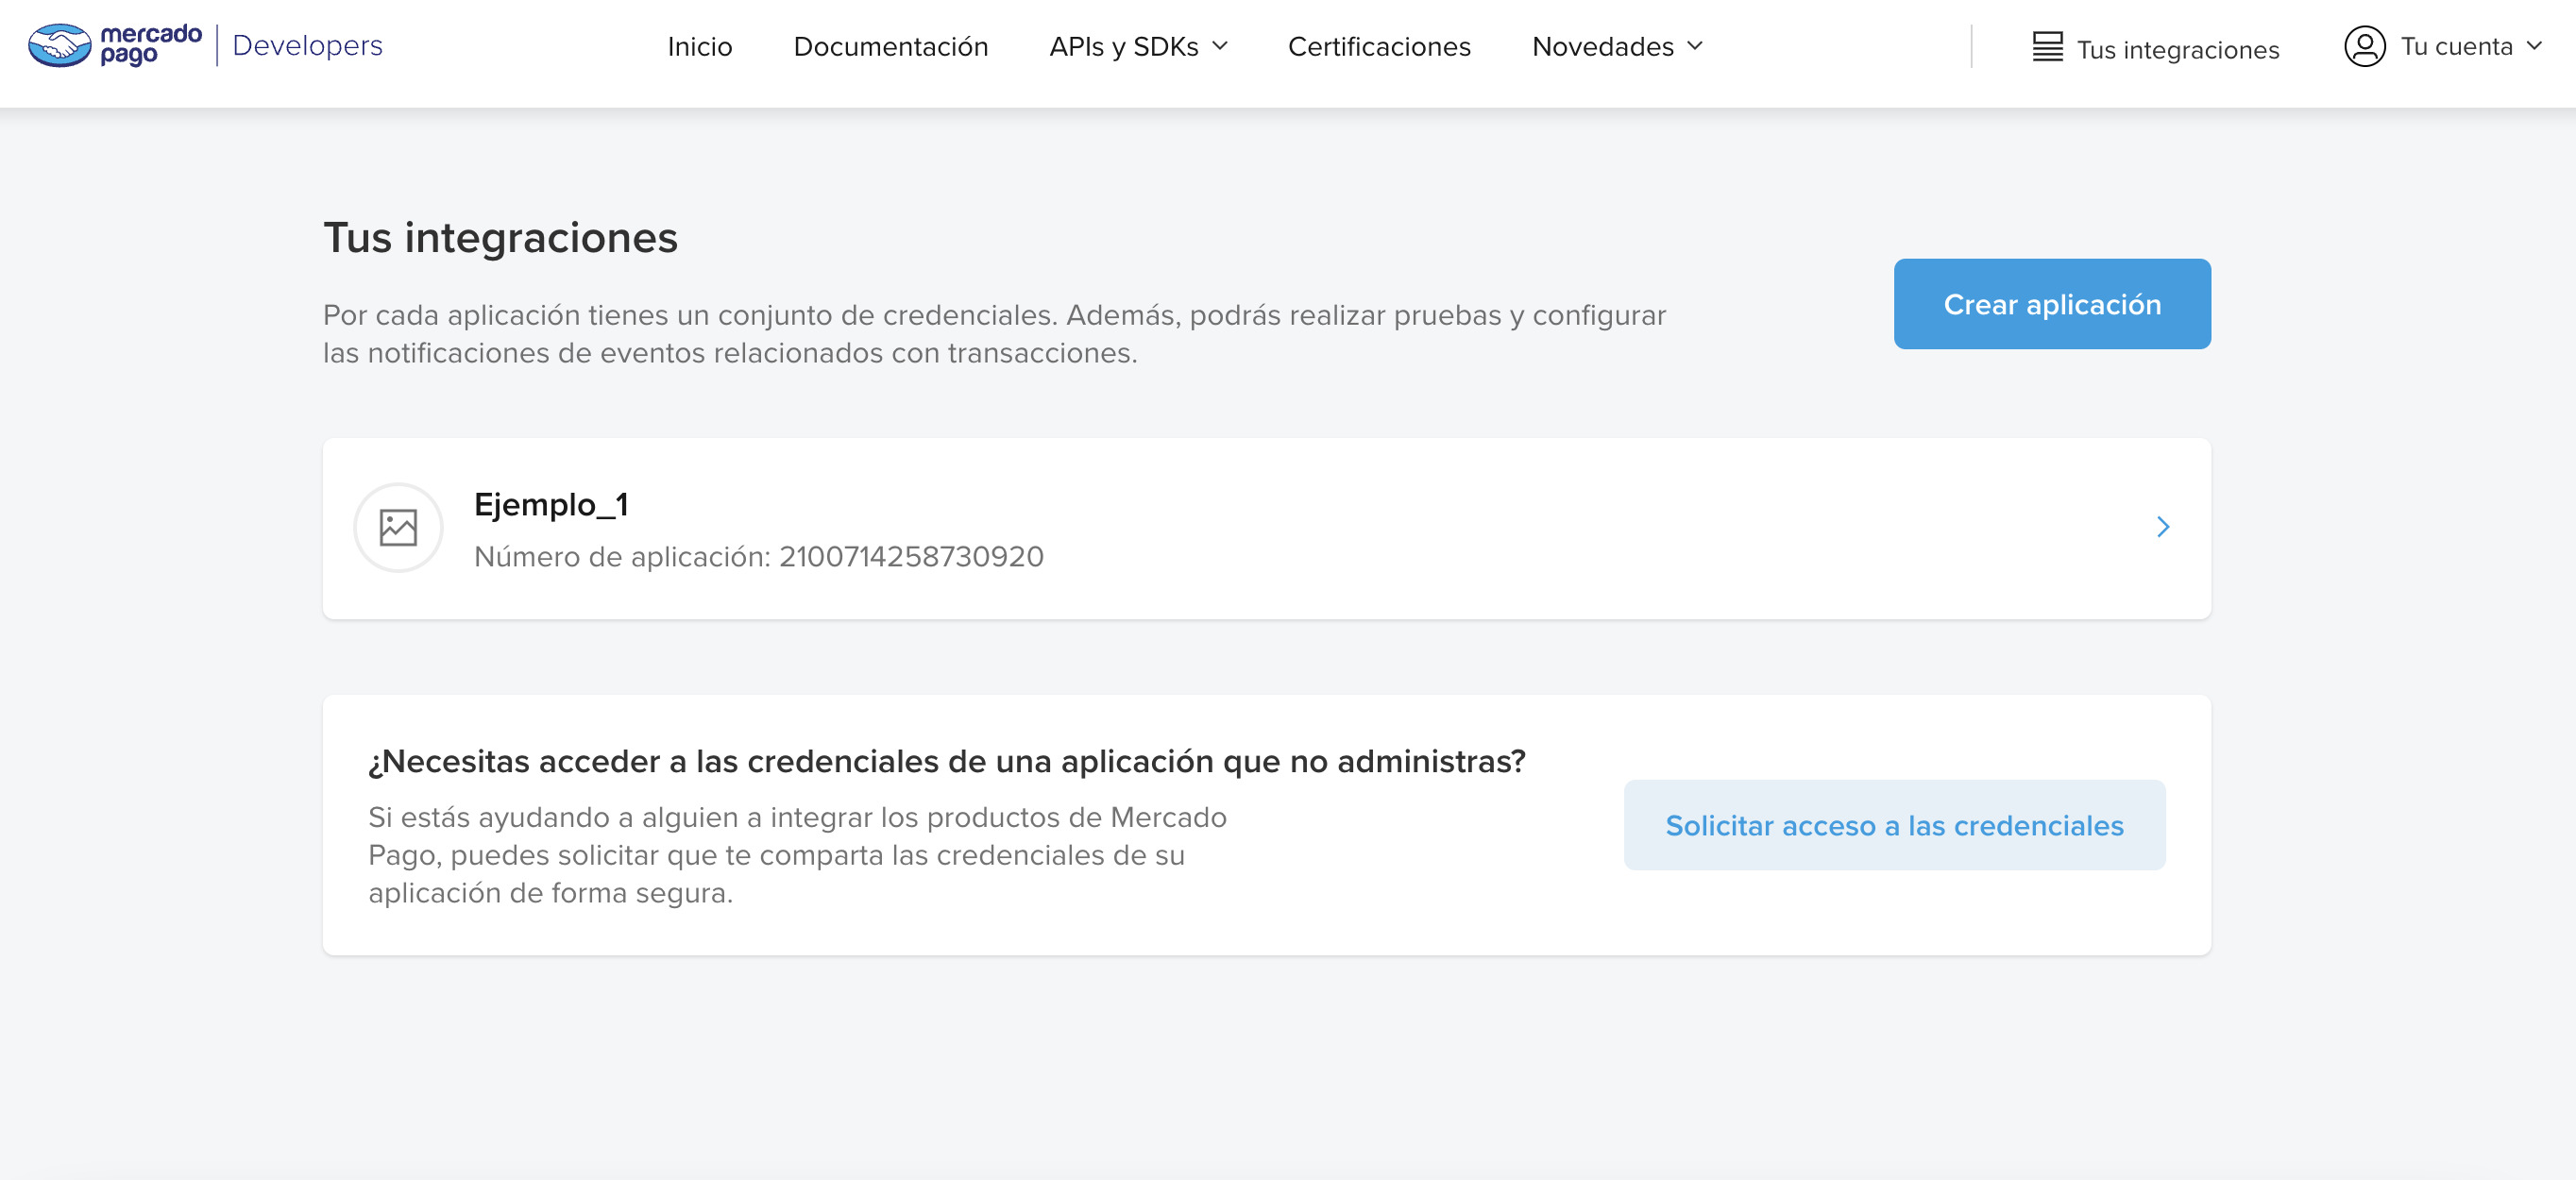 mercado pago | Developers
Inicio
Documentación
APIs y SDKs
Certificaciones
Novedades
Tus integraciones
Tu cuenta
Tus integraciones
Por cada aplicación tienes un conjunto de credenciales. Además, podrás realizar pruebas y configurar
las notificaciones de eventos relacionados con transacciones.
Crear aplicación
Ejemplo_1
Número de aplicación: 2100714258730920
¿Necesitas acceder a las credenciales de una aplicación que no administras?
Si estás ayudando a alguien a integrar los productos de Mercado
Pago, puedes solicitar que te comparta las credenciales de su
aplicación de forma segura.
Solicitar acceso a las credenciales